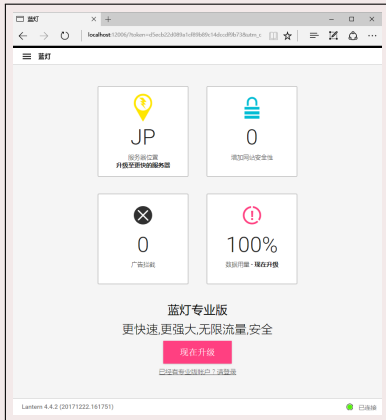 蓝灯
localhost:12006/?token=
蓝灯
JP
服务器位置
升级至更快的服务器
0
增加网站安全性
0
广告拦截
100%
数据用量 - 现在升级
蓝灯专业版
更快速,更强大,无限流量,安全
现在升级
已经有专业版帐户？请登录
Lantern 4.4.2 (20171222.161751)
已连接